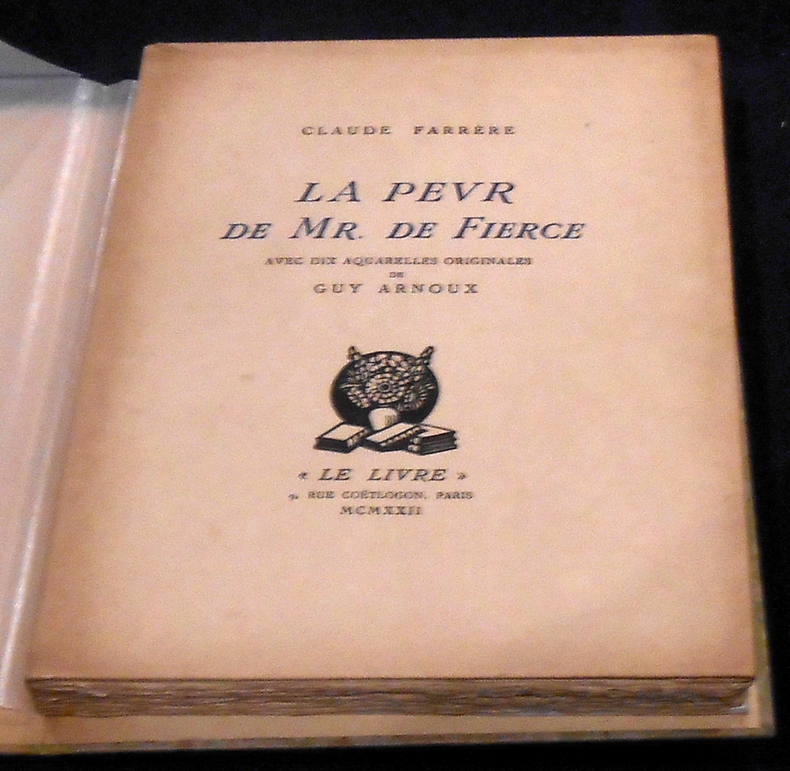 CLAUDE FARRÈRE
LA PEVR
DE MR. DE FIERCE
AVEC DIX AQUARELLES ORIGINALES
DE
GUY ARNOUX
« LE LIVRE »
9, RUE COËTLOGON, PARIS
MCMXXII